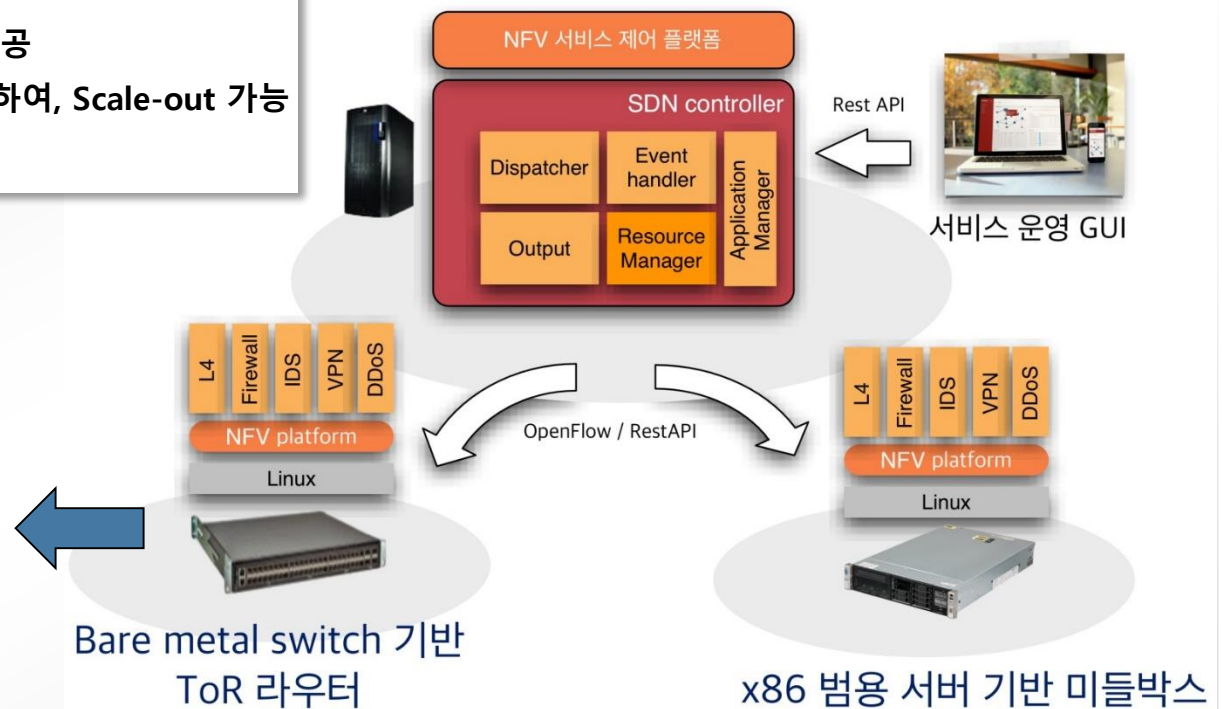 공
하여, Scale-out 가능
NFV 서비스 제어 플랫폼
SDN controller
Dispatcher
Event
handler
Output
Resource
Manager
Application
Manager
Rest API
서비스 운영 GUI
L4
Firewall
IDS
VPN
DDoS
NFV platform
Linux
OpenFlow / RestAPI
L4
Firewall
IDS
VPN
DDoS
NFV platform
Linux
Bare metal switch 기반
ToR 라우터
x86 범용 서버 기반 미들박스